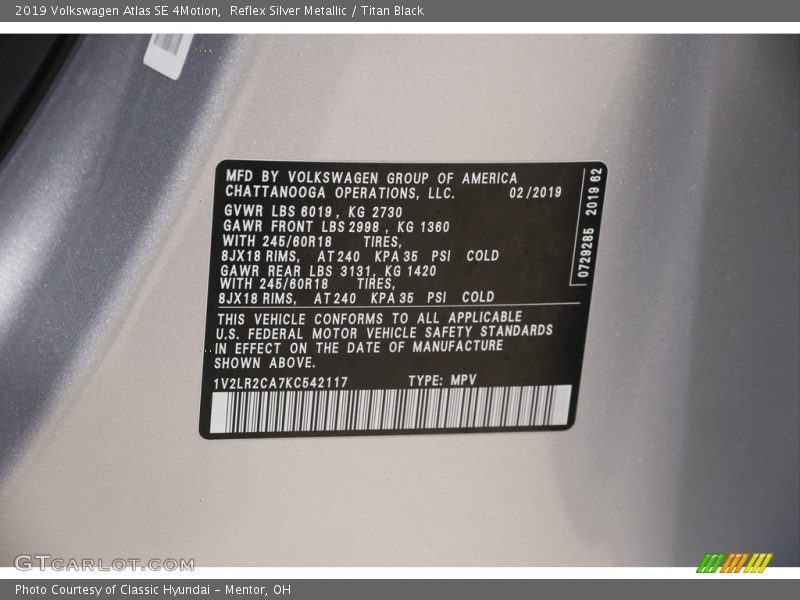 2019 Volkswagen Atlas SE 4Motion,  Reflex Silver Metallic / Titan Black
MFD BY VOLKSWAGEN GROUP OF AMERICA
CHATTANOOGA OPERATIONS, LLC. 02/2019
GVWR LBS 6019 , KG 2730
GAWR FRONT LBS 2998 , KG 1360
WITH 245/60R18 TIRES,
8JX18 RIMS, AT 240 KPA 35 PSI COLD
GAWR REAR LBS 3131, KG 1420
WITH 245/60R18 TIRES,
8JX18 RIMS, AT 240 KPA 35 PSI COLD
0729285 2019 62
THIS VEHICLE CONFORMS TO ALL APPLICABLE
U.S. FEDERAL MOTOR VEHICLE SAFETY STANDARDS
IN EFFECT ON THE DATE OF MANUFACTURE
SHOWN ABOVE.
1V2LR2CA7KC542117 TYPE: MPV
GTCARLOT.COM
Photo Courtesy of Classic Hyundai - Mentor, OH